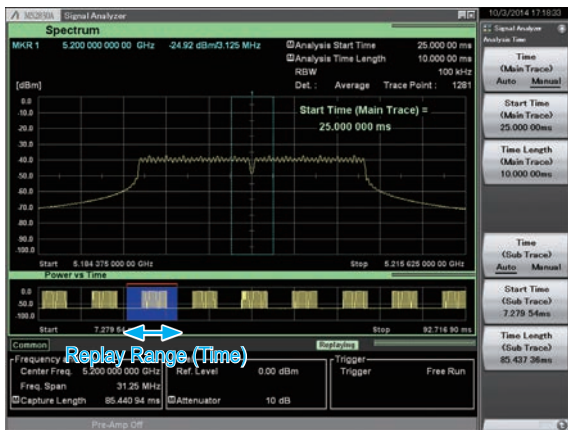 MS2830A Signal Analyzer
10/3/2014 17:18:33
Spectrum
MKR 1 5.200 000 000 00 GHz -24.92 dBm/3.125 MHz
Analysis Start Time 25.000 00 ms
Analysis Time Length 10.000 00 ms
RBW 100 kHz
Det. : Average Trace Point : 1281
[dBm]
0.0
-10.0
-20.0
-30.0
-40.0
-50.0
-60.0
-70.0
-80.0
-90.0
-100.0
Start Time (Main Trace) =
25.000 000 ms
Start 5.184 375 000 00 GHz
Stop 5.215 625 000 00 GHz
Power vs Time
0.0
-50.0
-100.0
Start 7.279 54
Stop 92.716 90 ms
Replay Range (Time)
Common
Replaying
Frequency
Center Freq. 5.200 000 000 GHz
Freq. Span 31.25 MHz
Capture Length 85.440 94 ms
Ref. Level 0.00 dBm
Attenuator 10 dB
Trigger
Trigger Free Run
Pre-Amp Off
Signal Analyzer
Analysis Time
Time
(Main Trace)
Auto Manual
Start Time
(Main Trace)
25.000 00ms
Time Length
(Main Trace)
10.000 00ms
Time
(Sub Trace)
Auto Manual
Start Time
(Sub Trace)
7.279 54ms
Time Length
(Sub Trace)
85.437 36ms